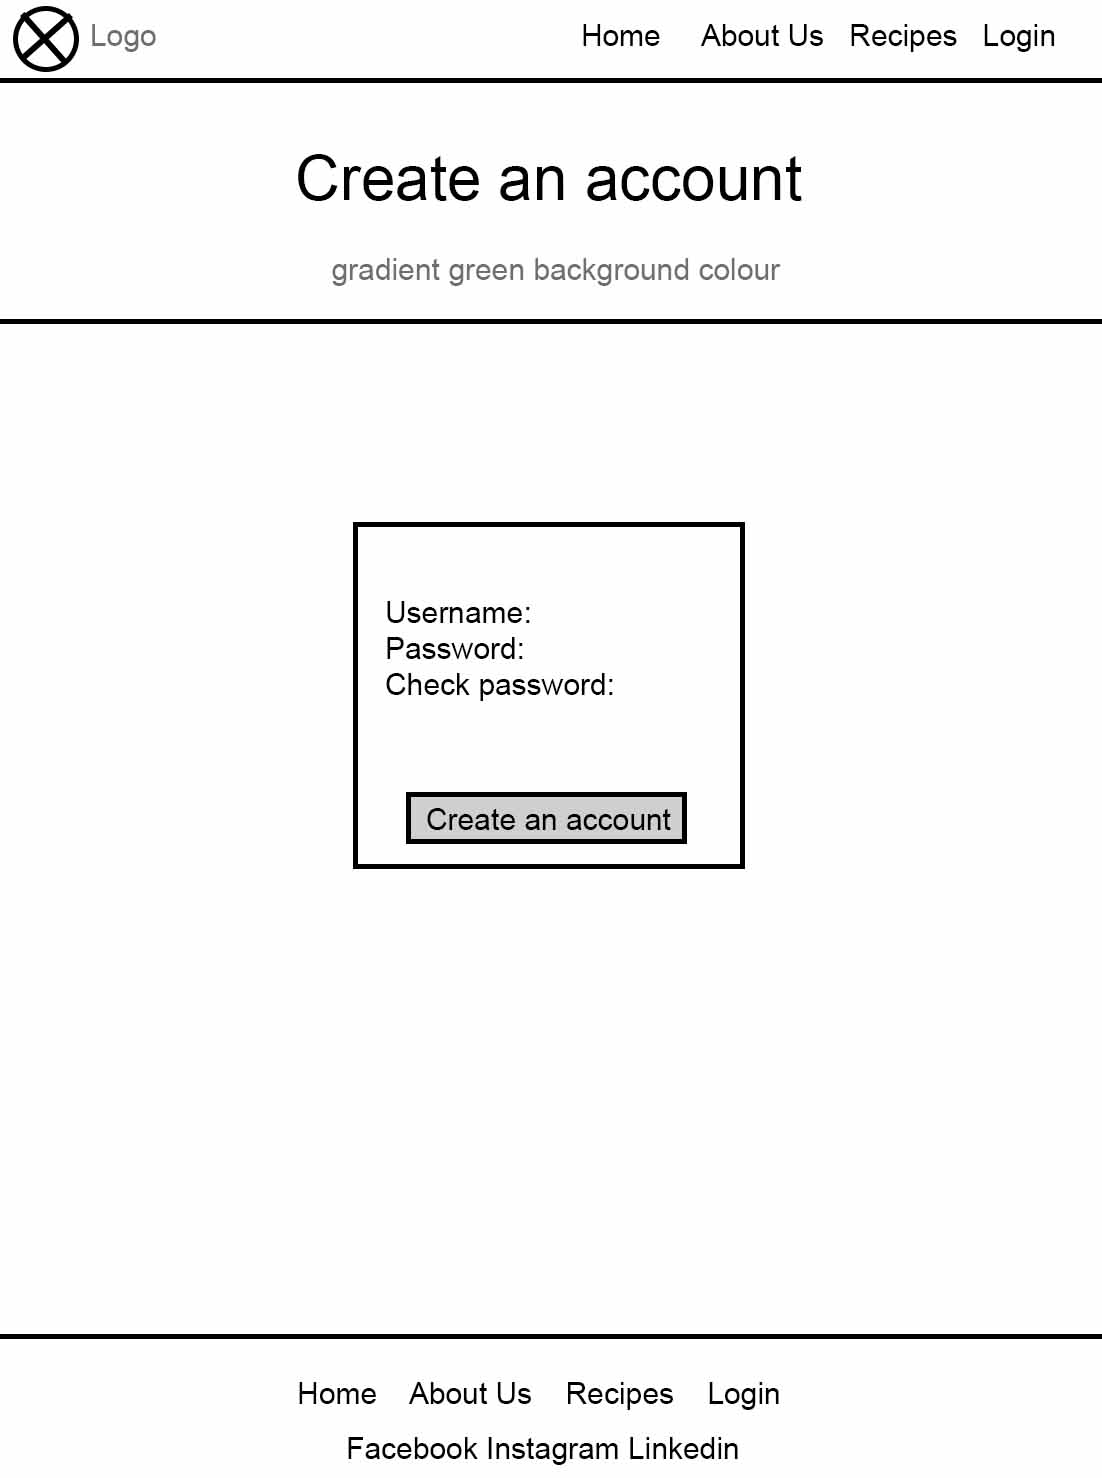 Logo Home About Us Recipes Login
Create an account
gradient green background colour
Username:
Password:
Check password:
Create an account
Home About Us Recipes Login
Facebook Instagram Linkedin